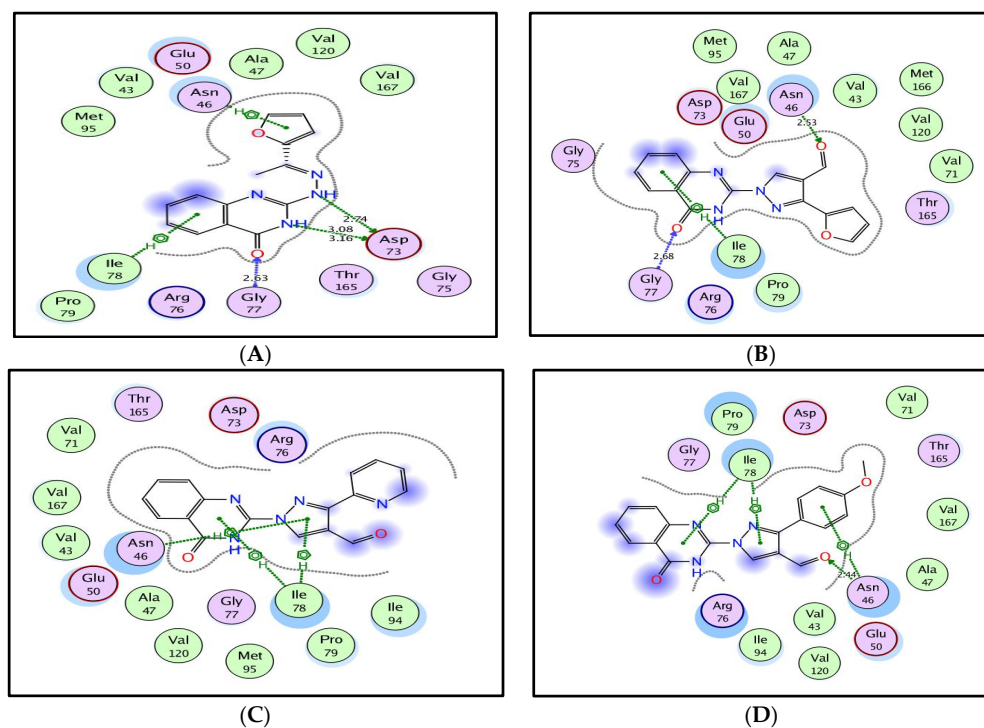 Glu
50
Val
120
Ala
47
Val
43
Asn
46
Val
167
Met
95
H
O
N
N
NH
N
NH
O
2.74
3.08
3.16
Asp
73
H
Ile
78
2.63
Thr
165
Gly
75
Pro
79
Arg
76
Gly
77
(A)
Met
95
Ala
47
Val
167
Asn
46
Val
43
Met
166
Asp
73
Glu
50
2.53
Val
120
Gly
75
O
Val
71
N
N
N
N
H
O
H
O
Thr
165
2.68
Ile
78
Gly
77
Arg
76
Pro
79
(B)
Thr
165
Asp
73
Val
71
Arg
76
Val
167
N
N
N
N
Val
43
Asn
46
H
N
H
O
O
H
H
Glu
50
Ala
47
Gly
77
Ile
78
Ile
94
Val
120
Met
95
Pro
79
(C)
Pro
79
Asp
73
Val
71
Gly
77
Ile
78
Thr
165
O
H
H
N
N
N
Val
167
NH
O
O
H
2.44
Ala
47
Asn
46
Arg
76
Val
43
Glu
50
Ile
94
Val
120
(D)